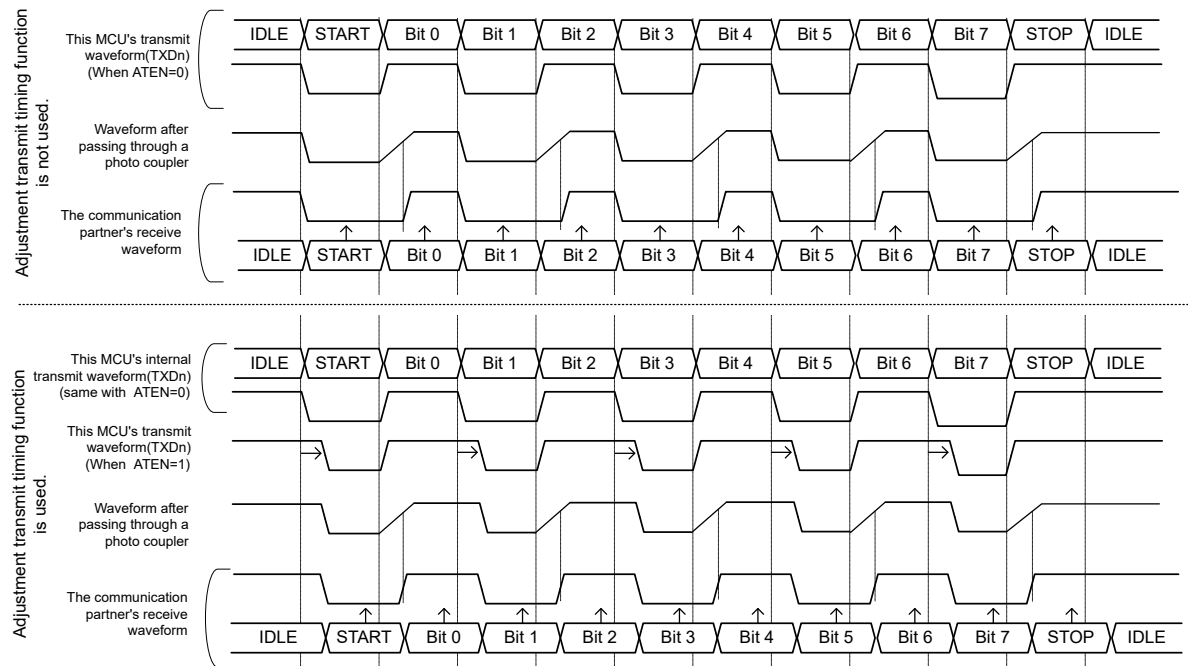 Adjustment transmit timing function
is not used.
This MCU's transmit
waveform(TXDn)
(When ATEN=0)
IDLE START Bit 0 Bit 1 Bit 2 Bit 3 Bit 4 Bit 5 Bit 6 Bit 7 STOP IDLE
Waveform after
passing through a
photo coupler
The communication
partner's receive
waveform
IDLE START Bit 0 Bit 1 Bit 2 Bit 3 Bit 4 Bit 5 Bit 6 Bit 7 STOP IDLE
Adjustment transmit timing function
is used.
This MCU's internal
transmit waveform(TXDn)
(same with ATEN=0)
IDLE START Bit 0 Bit 1 Bit 2 Bit 3 Bit 4 Bit 5 Bit 6 Bit 7 STOP IDLE
This MCU's transmit
waveform(TXDn)
(When ATEN=1)
Waveform after
passing through a
photo coupler
The communication
partner's receive
waveform
IDLE START Bit 0 Bit 1 Bit 2 Bit 3 Bit 4 Bit 5 Bit 6 Bit 7 STOP IDLE